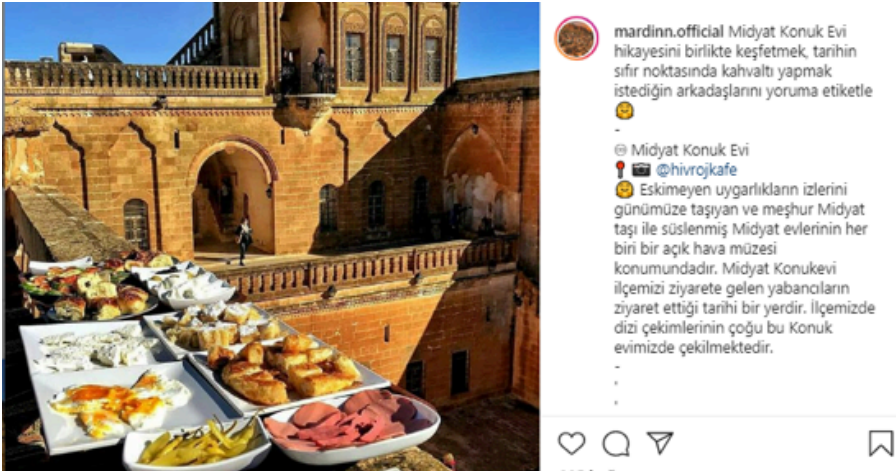 mardinn.official Midyat Konuk Evi
hikayesini birlikte keşfetmek, tarihin
sıfır noktasında kahvaltı yapmak
istediğin arkadaşlarını yoruma etiketle
🤗
-
♾ Midyat Konuk Evi
📍 📷 @hivrojkafe
🤗 Eskimeyen uygarlıkların izlerini
günümüze taşıyan ve meşhur Midyat
taşı ile süslenmiş Midyat evlerinin her
biri bir açık hava müzesi
konumundadır. Midyat Konukevi
ilçemizi ziyarete gelen yabancıların
ziyaret ettiği tarihi bir yerdir. İlçemizde
dizi çekimlerinin çoğu bu Konuk
evimizde çekilmektedir.
-
.
.